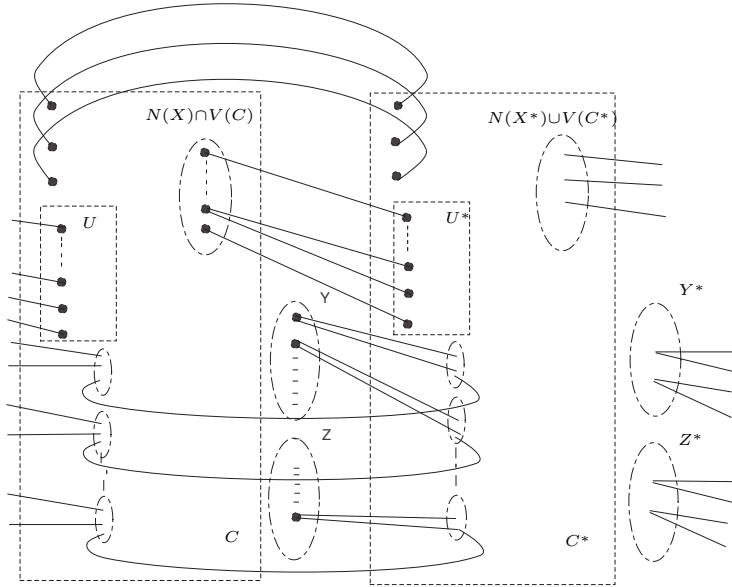 N(X)∩V(C)
N(X*)∪V(C*)
U
U*
Y
Y*
Z
Z*
C
C*